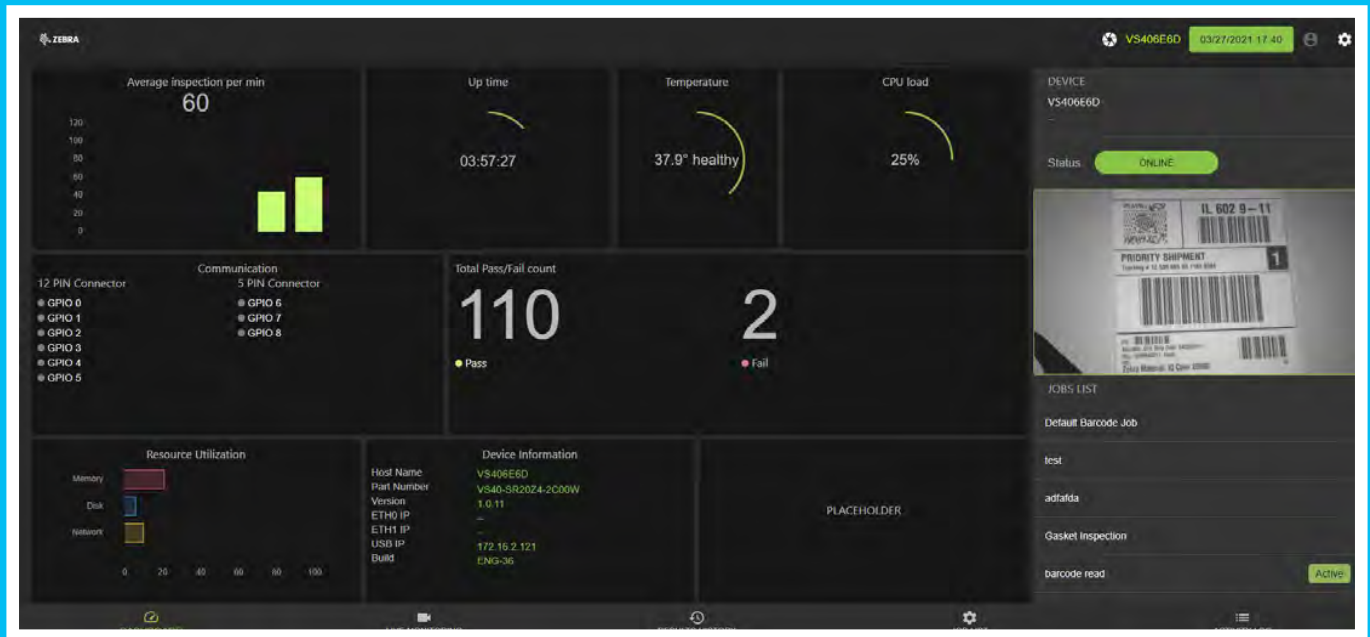 ZEBRA
VS406E6D
03/27/2021 17:40
Average inspection per min
60
120
100
80
60
40
20
0
Up time
03:57:27
Temperature
37.9° healthy
CPU load
25%
DEVICE
VS406E6D
--
Status
ONLINE
IL 602 9-11
PRIORITY SHIPMENT
1
Communication
12 PIN Connector
5 PIN Connector
GPIO 0
GPIO 6
GPIO 1
GPIO 7
GPIO 2
GPIO 8
GPIO 3
GPIO 4
GPIO 5
Total Pass/Fail count
110
2
Pass
Fail
JOBS LIST
Default Barcode Job
test
adfafda
Gasket Inspection
barcode read
Active
Resource Utilization
Memory
Disk
Network
0 20 40 60 80 100
Device Information
Host Name VS406E6D
Part Number VS40-SR20Z4-2C00W
Version 1.0.11
ETH0 IP --
ETH1 IP --
USB IP 172.16.2.121
Build ENG-36
PLACEHOLDER